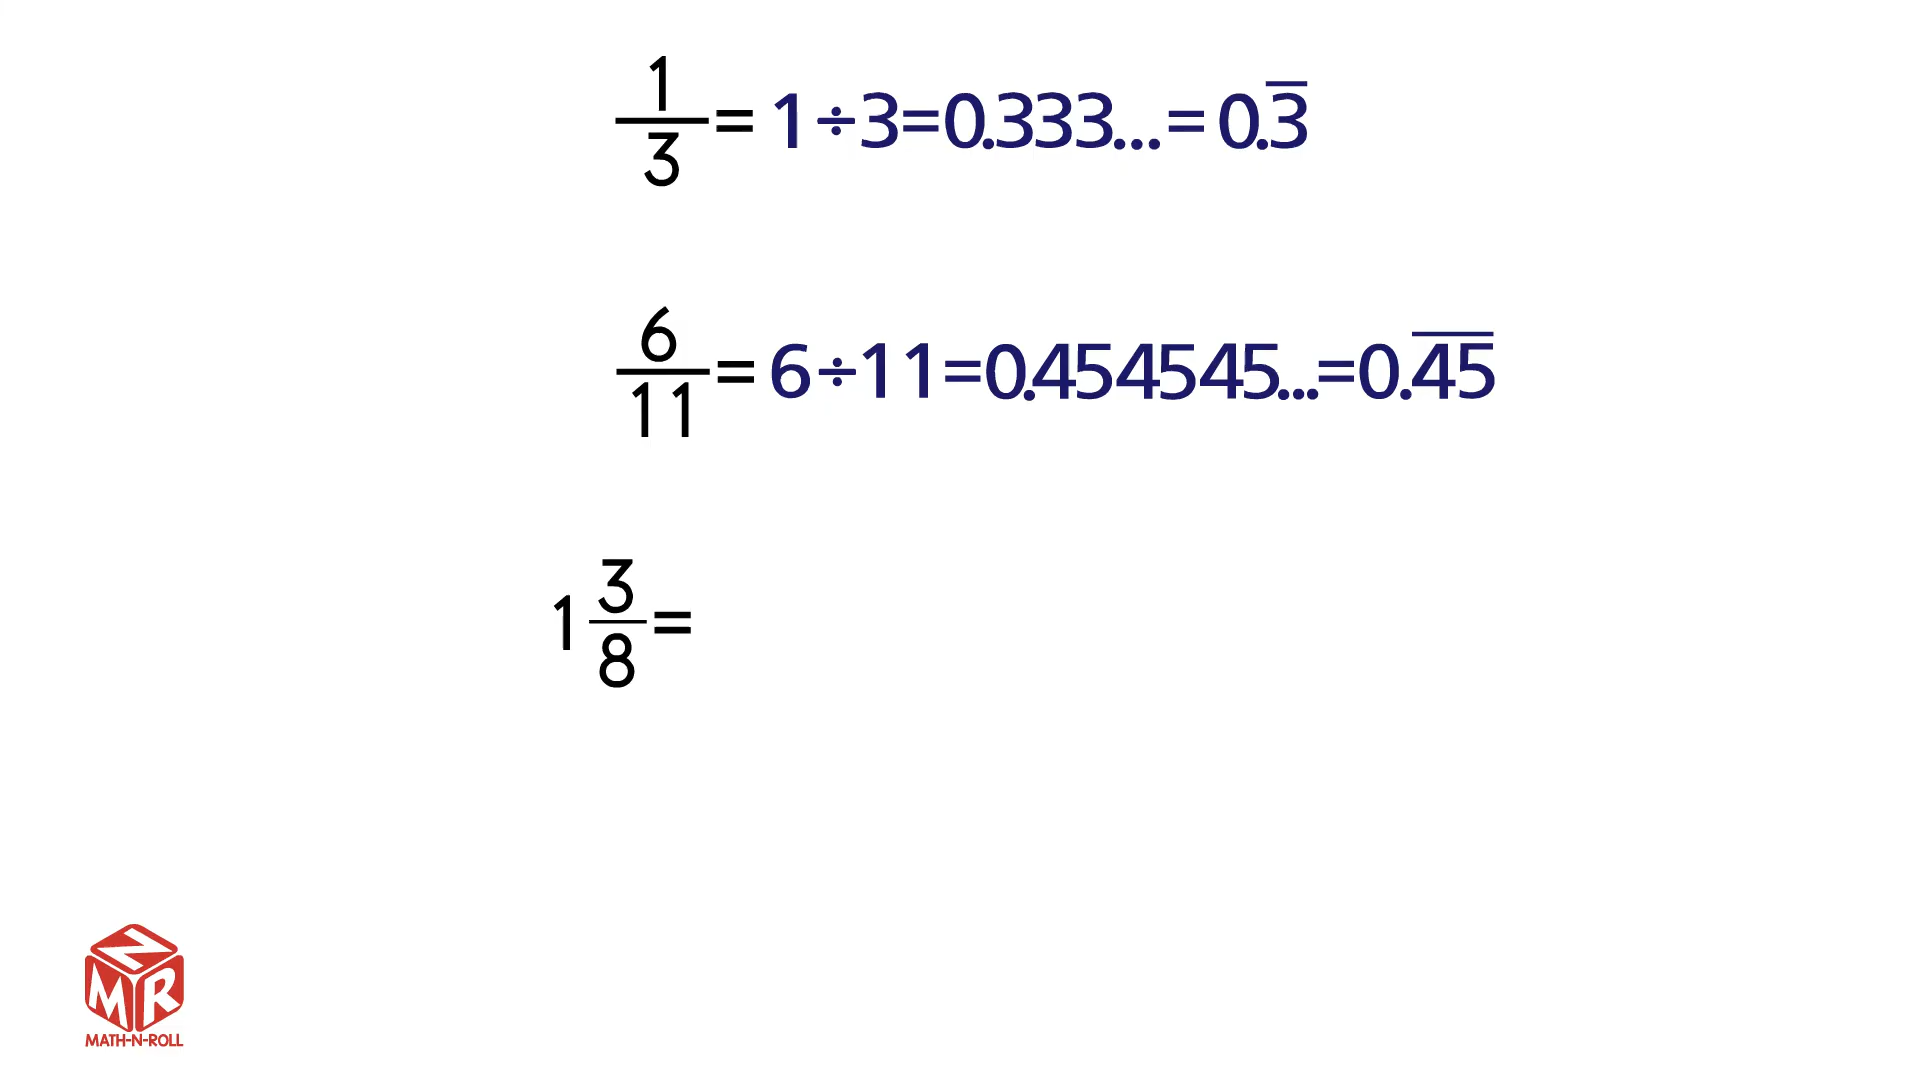 1/3 = 1÷3=0.333...= 0.3̅
6/11 = 6÷11=0.454545...=0.4̅5̅
1 3/8 =
N
M R
MATH-N-ROLL